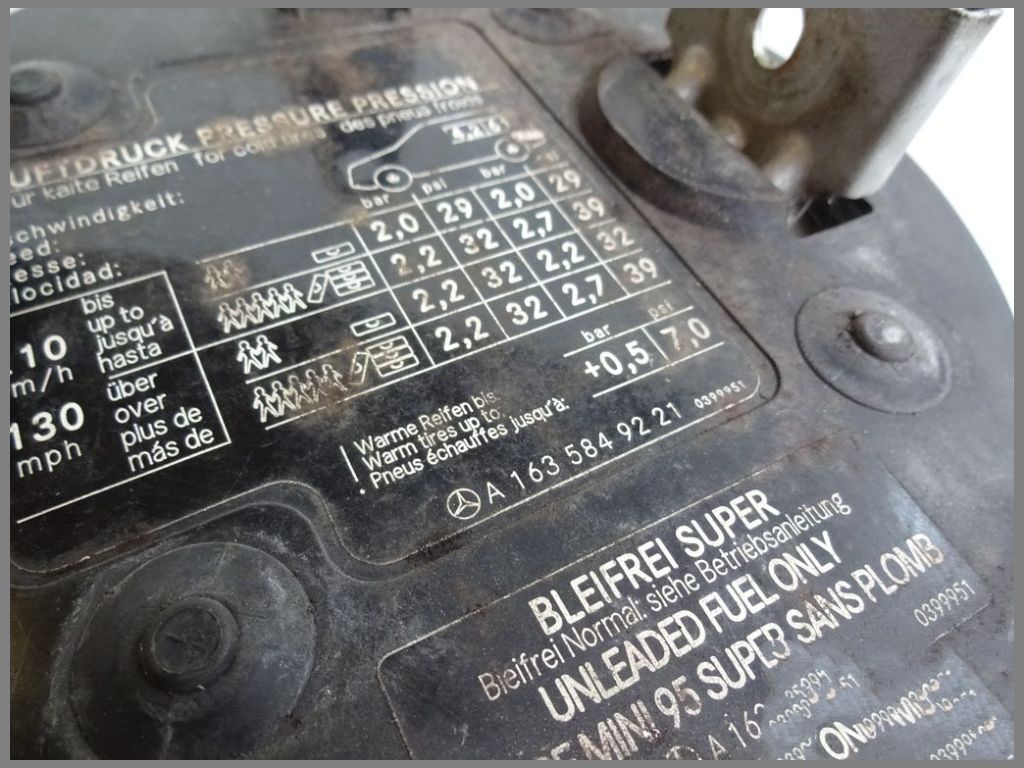 UFTDRUCK PRESSURE PRESSION
ur kalte Reifen for cold tires des pneus froids
chwindigkeit:
eed:
esse:
locidad:
bar psi bar
2,0 29 2,0 29
2,2 32 2,7 39
2,2 32 2,2 32
2,2 32 2,7 39
10
m/h
bis
up to
jusqu'à
hasta
130
mph
über
over
plus de
más de
bar psi
+0,5 7,0
Warme Reifen bis:
Warm tires up to:
Pneus échauffes jusqu'à:
A 163 584 92 21 0399951
BLEIFREI SUPER
Bleifrei Normal: siehe Betriebsanleitung
UNLEADED FUEL ONLY
MINI 95 SUPER SANS PLOMB
0399951
A 16